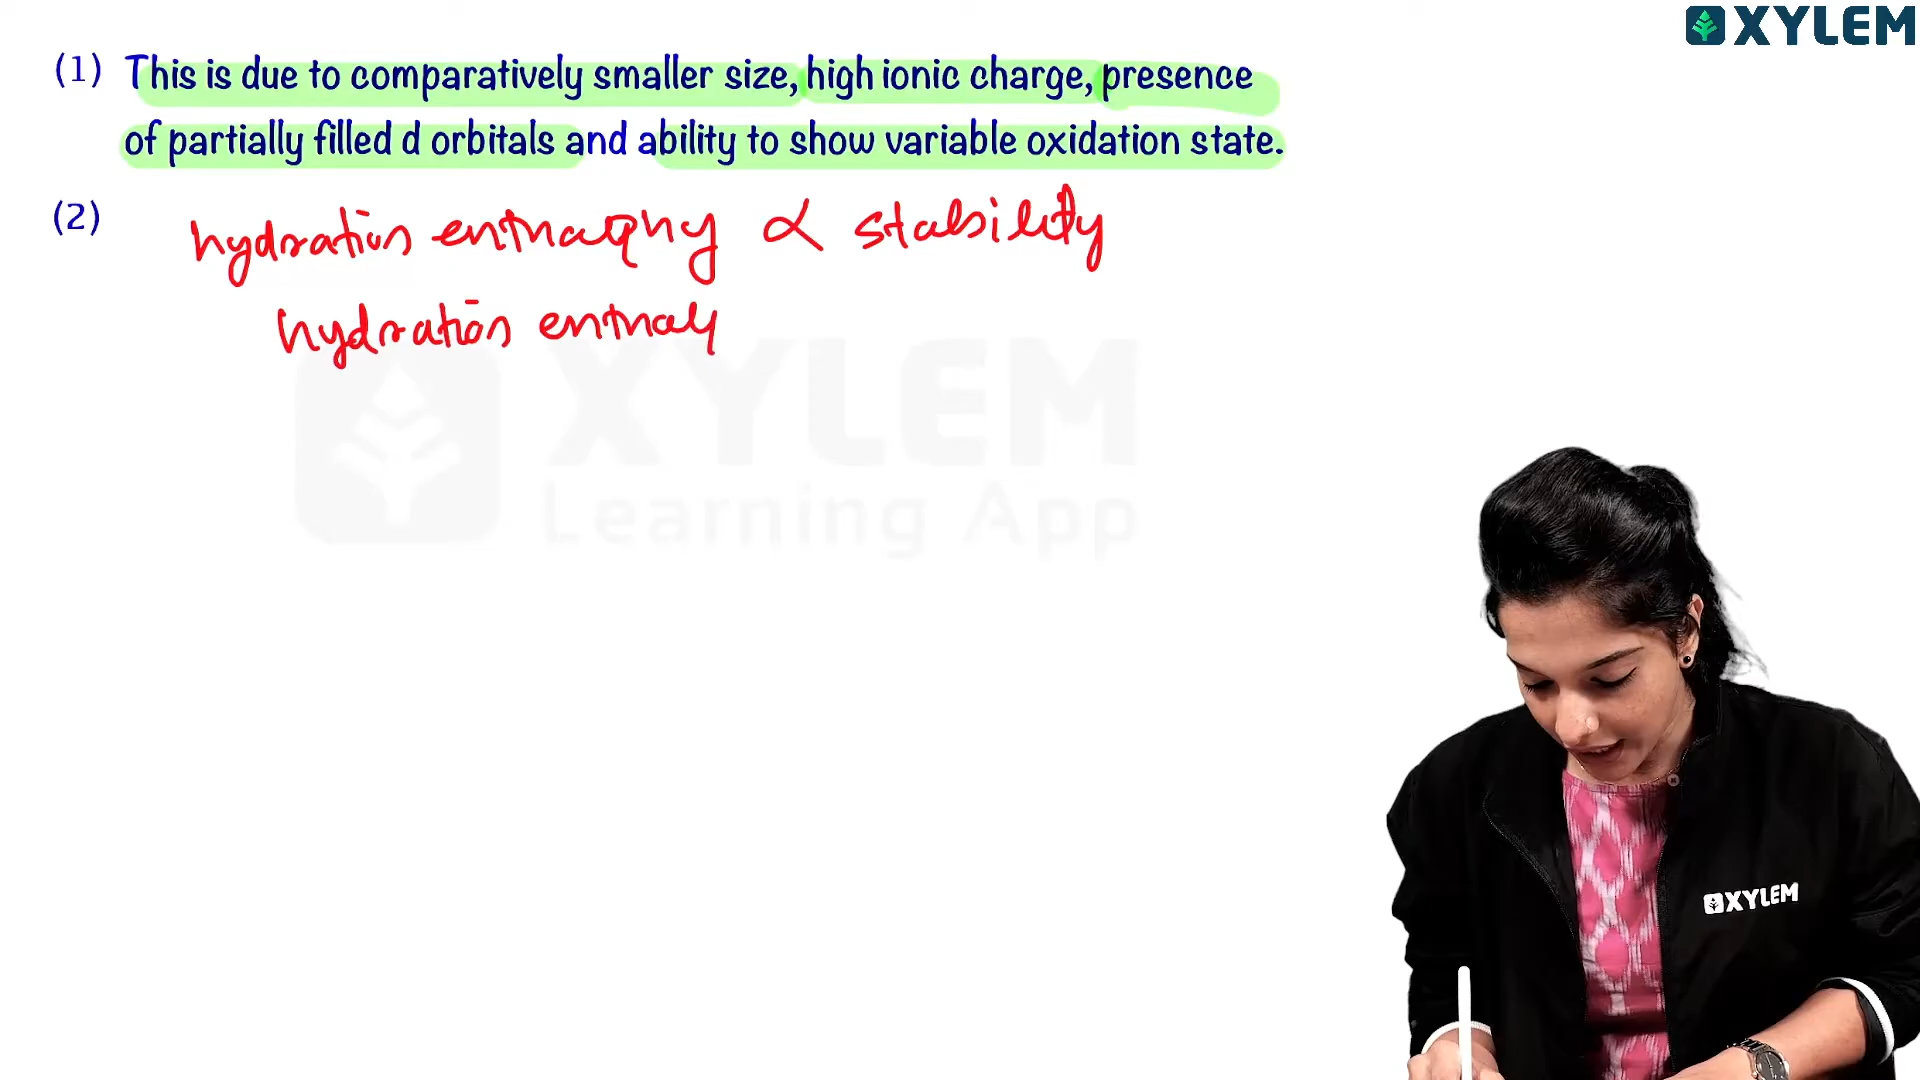 XYLEM
(1) This is due to comparatively smaller size, high ionic charge, presence
of partially filled d orbitals and ability to show variable oxidation state.
(2) hydration enthalphy ∝ stability
hydration enthaly
XYLEM
Learning App
XYLEM